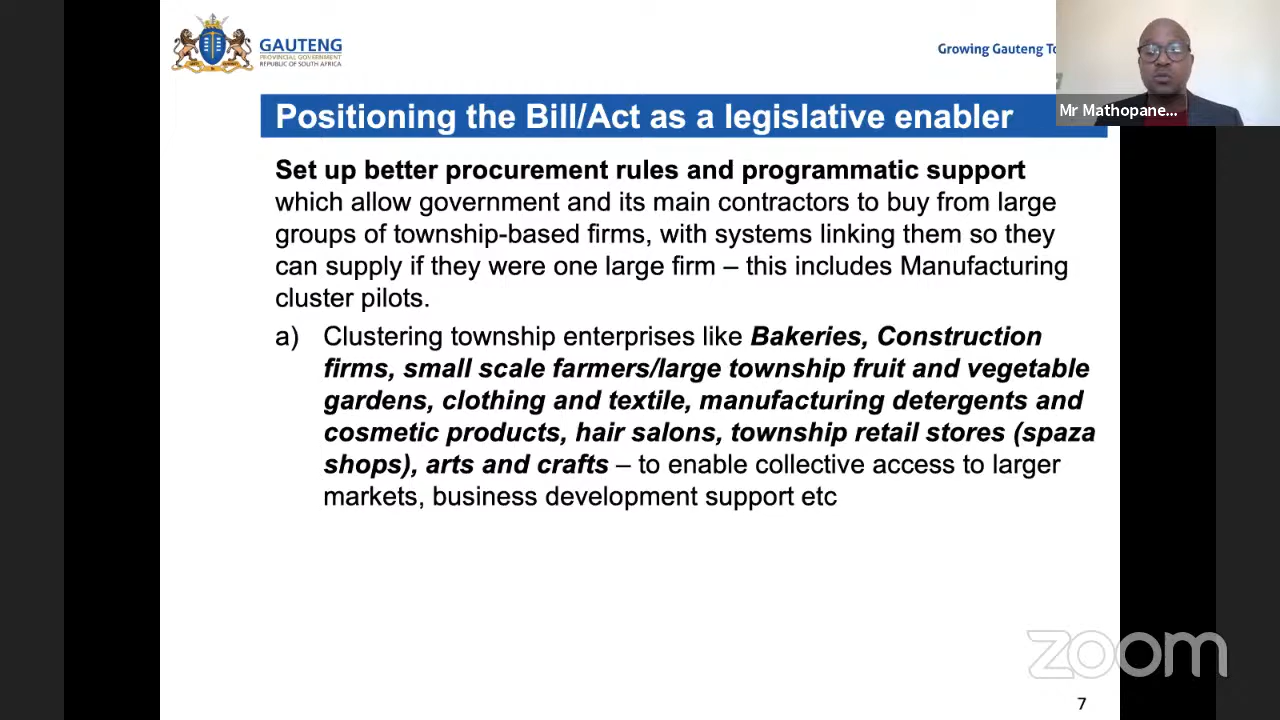 GAUTENG
PROVINCIAL GOVERNMENT
REPUBLIC OF SOUTH AFRICA
Growing Gauteng To
Mr Mathopane...
Positioning the Bill/Act as a legislative enabler
Set up better procurement rules and programmatic support
which allow government and its main contractors to buy from large
groups of township-based firms, with systems linking them so they
can supply if they were one large firm – this includes Manufacturing
cluster pilots.
a) Clustering township enterprises like Bakeries, Construction
firms, small scale farmers/large township fruit and vegetable
gardens, clothing and textile, manufacturing detergents and
cosmetic products, hair salons, township retail stores (spaza
shops), arts and crafts – to enable collective access to larger
markets, business development support etc
zoom
7